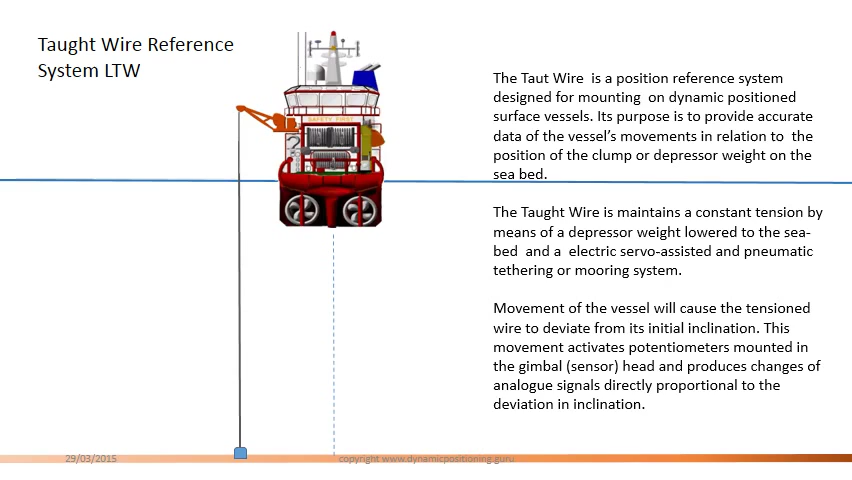 Taught Wire Reference
System LTW
SAFETY FIRST
The Taut Wire  is a position reference system
designed for mounting  on dynamic positioned
surface vessels. Its purpose is to provide accurate
data of the vessel’s movements in relation to  the
position of the clump or depressor weight on the
sea bed.
The Taught Wire is maintains a constant tension by
means of a depressor weight lowered to the sea-
bed  and a  electric servo-assisted and pneumatic
tethering or mooring system.
Movement of the vessel will cause the tensioned
wire to deviate from its initial inclination. This
movement activates potentiometers mounted in
the gimbal (sensor) head and produces changes of
analogue signals directly proportional to the
deviation in inclination.
29/03/2015
copyright www.dynamicpositioning.guru